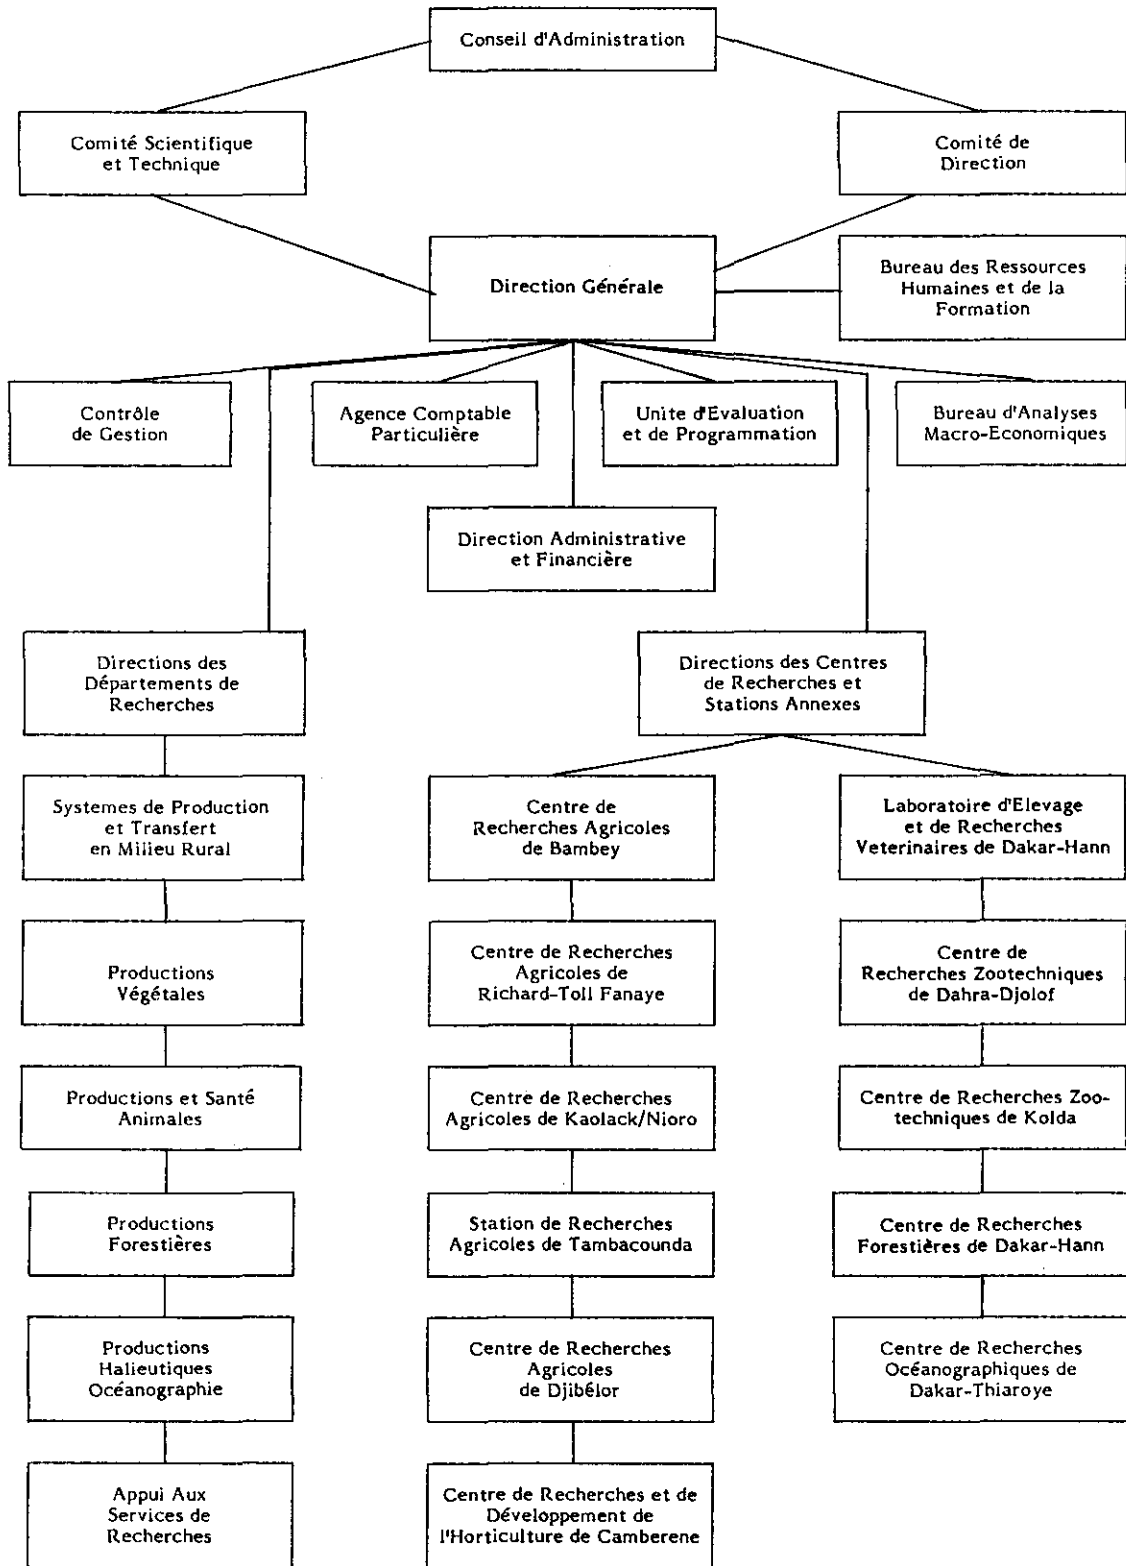 Conseil d'Administration
Comité Scientifique
et Technique
Comité de
Direction
Direction Générale
Bureau des Ressources
Humaines et de la
Formation
Contrôle
de Gestion
Agence Comptable
Particulière
Unite d'Evaluation
et de Programmation
Bureau d'Analyses
Macro-Economiques
Direction Administrative
et Financière
Directions des
Départements de
Recherches
Directions des Centres
de Recherches et
Stations Annexes
Systemes de Production
et Transfert
en Milieu Rural
Centre de
Recherches Agricoles
de Bambey
Laboratoire d'Elevage
et de Recherches
Veterinaires de Dakar-Hann
Productions
Végétales
Centre de Recherches
Agricoles de
Richard-Toll Fanaye
Centre de
Recherches Zootechniques
de Dahra-Djolof
Productions et Santé
Animales
Centre de Recherches
Agricoles de Kaolack/Nioro
Centre de Recherches Zoo-
techniques de Kolda
Productions
Forestières
Station de Recherches
Agricoles de Tambacounda
Centre de Recherches
Forestières de Dakar-Hann
Productions
Halieutiques
Océanographie
Centre de Recherches
Agricoles
de Djibélor
Centre de Recherches
Océanographiques de
Dakar-Thiaroye
Appui Aux
Services de
Recherches
Centre de Recherches et de
Développement de
l'Horticulture de Camberene